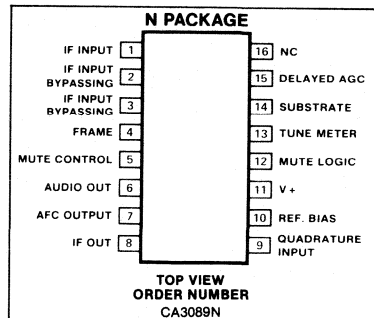 N PACKAGE
IF INPUT 1
IF INPUT
BYPASSING 2
IF INPUT
BYPASSING 3
FRAME 4
MUTE CONTROL 5
AUDIO OUT 6
AFC OUTPUT 7
IF OUT 8
16 NC
15 DELAYED AGC
14 SUBSTRATE
13 TUNE METER
12 MUTE LOGIC
11 V +
10 REF. BIAS
9 QUADRATURE
INPUT
TOP VIEW
ORDER NUMBER
CA3089N